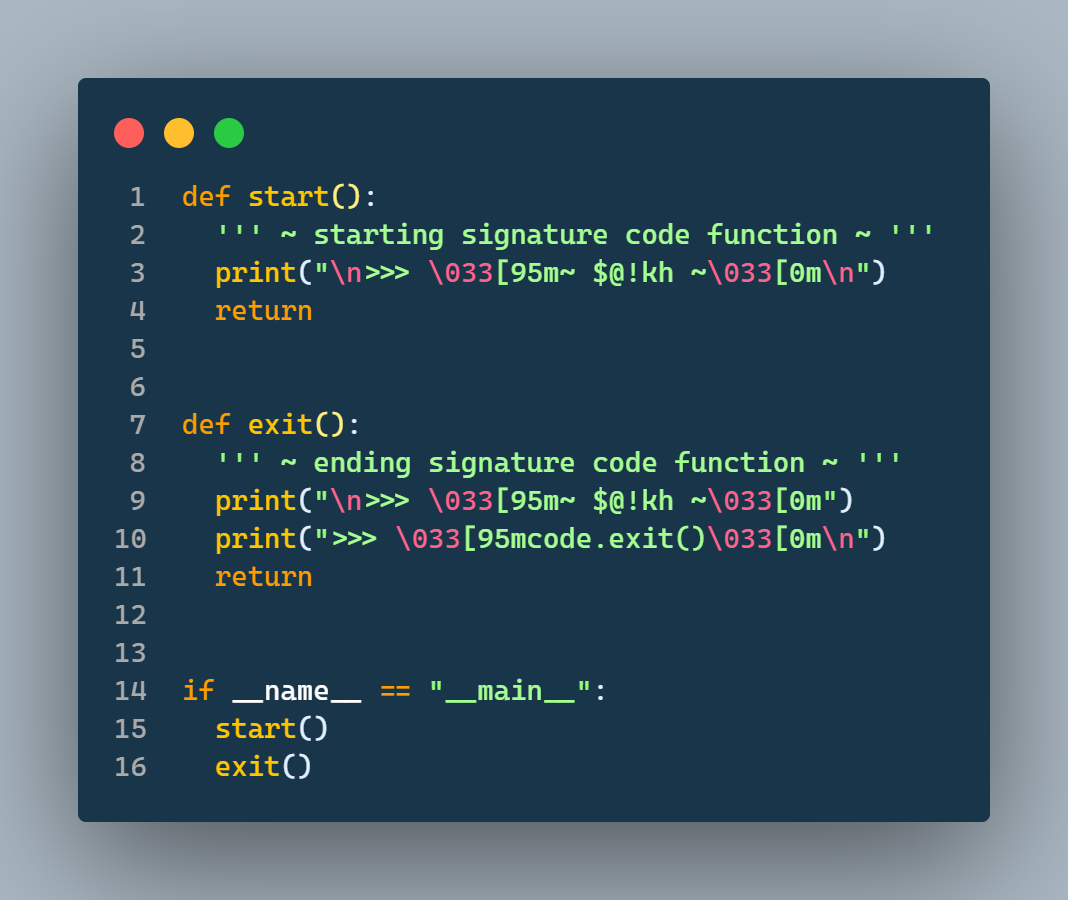 1 def start():
2   ''' ~ starting signature code function ~ '''
3   print("\n>>> \033[95m~ $@!kh ~\033[0m\n")
4   return
5
6
7 def exit():
8   ''' ~ ending signature code function ~ '''
9   print("\n>>> \033[95m~ $@!kh ~\033[0m")
10   print(">>> \033[95mcode.exit()\033[0m\n")
11   return
12
13
14 if __name__ == "__main__":
15   start()
16   exit()